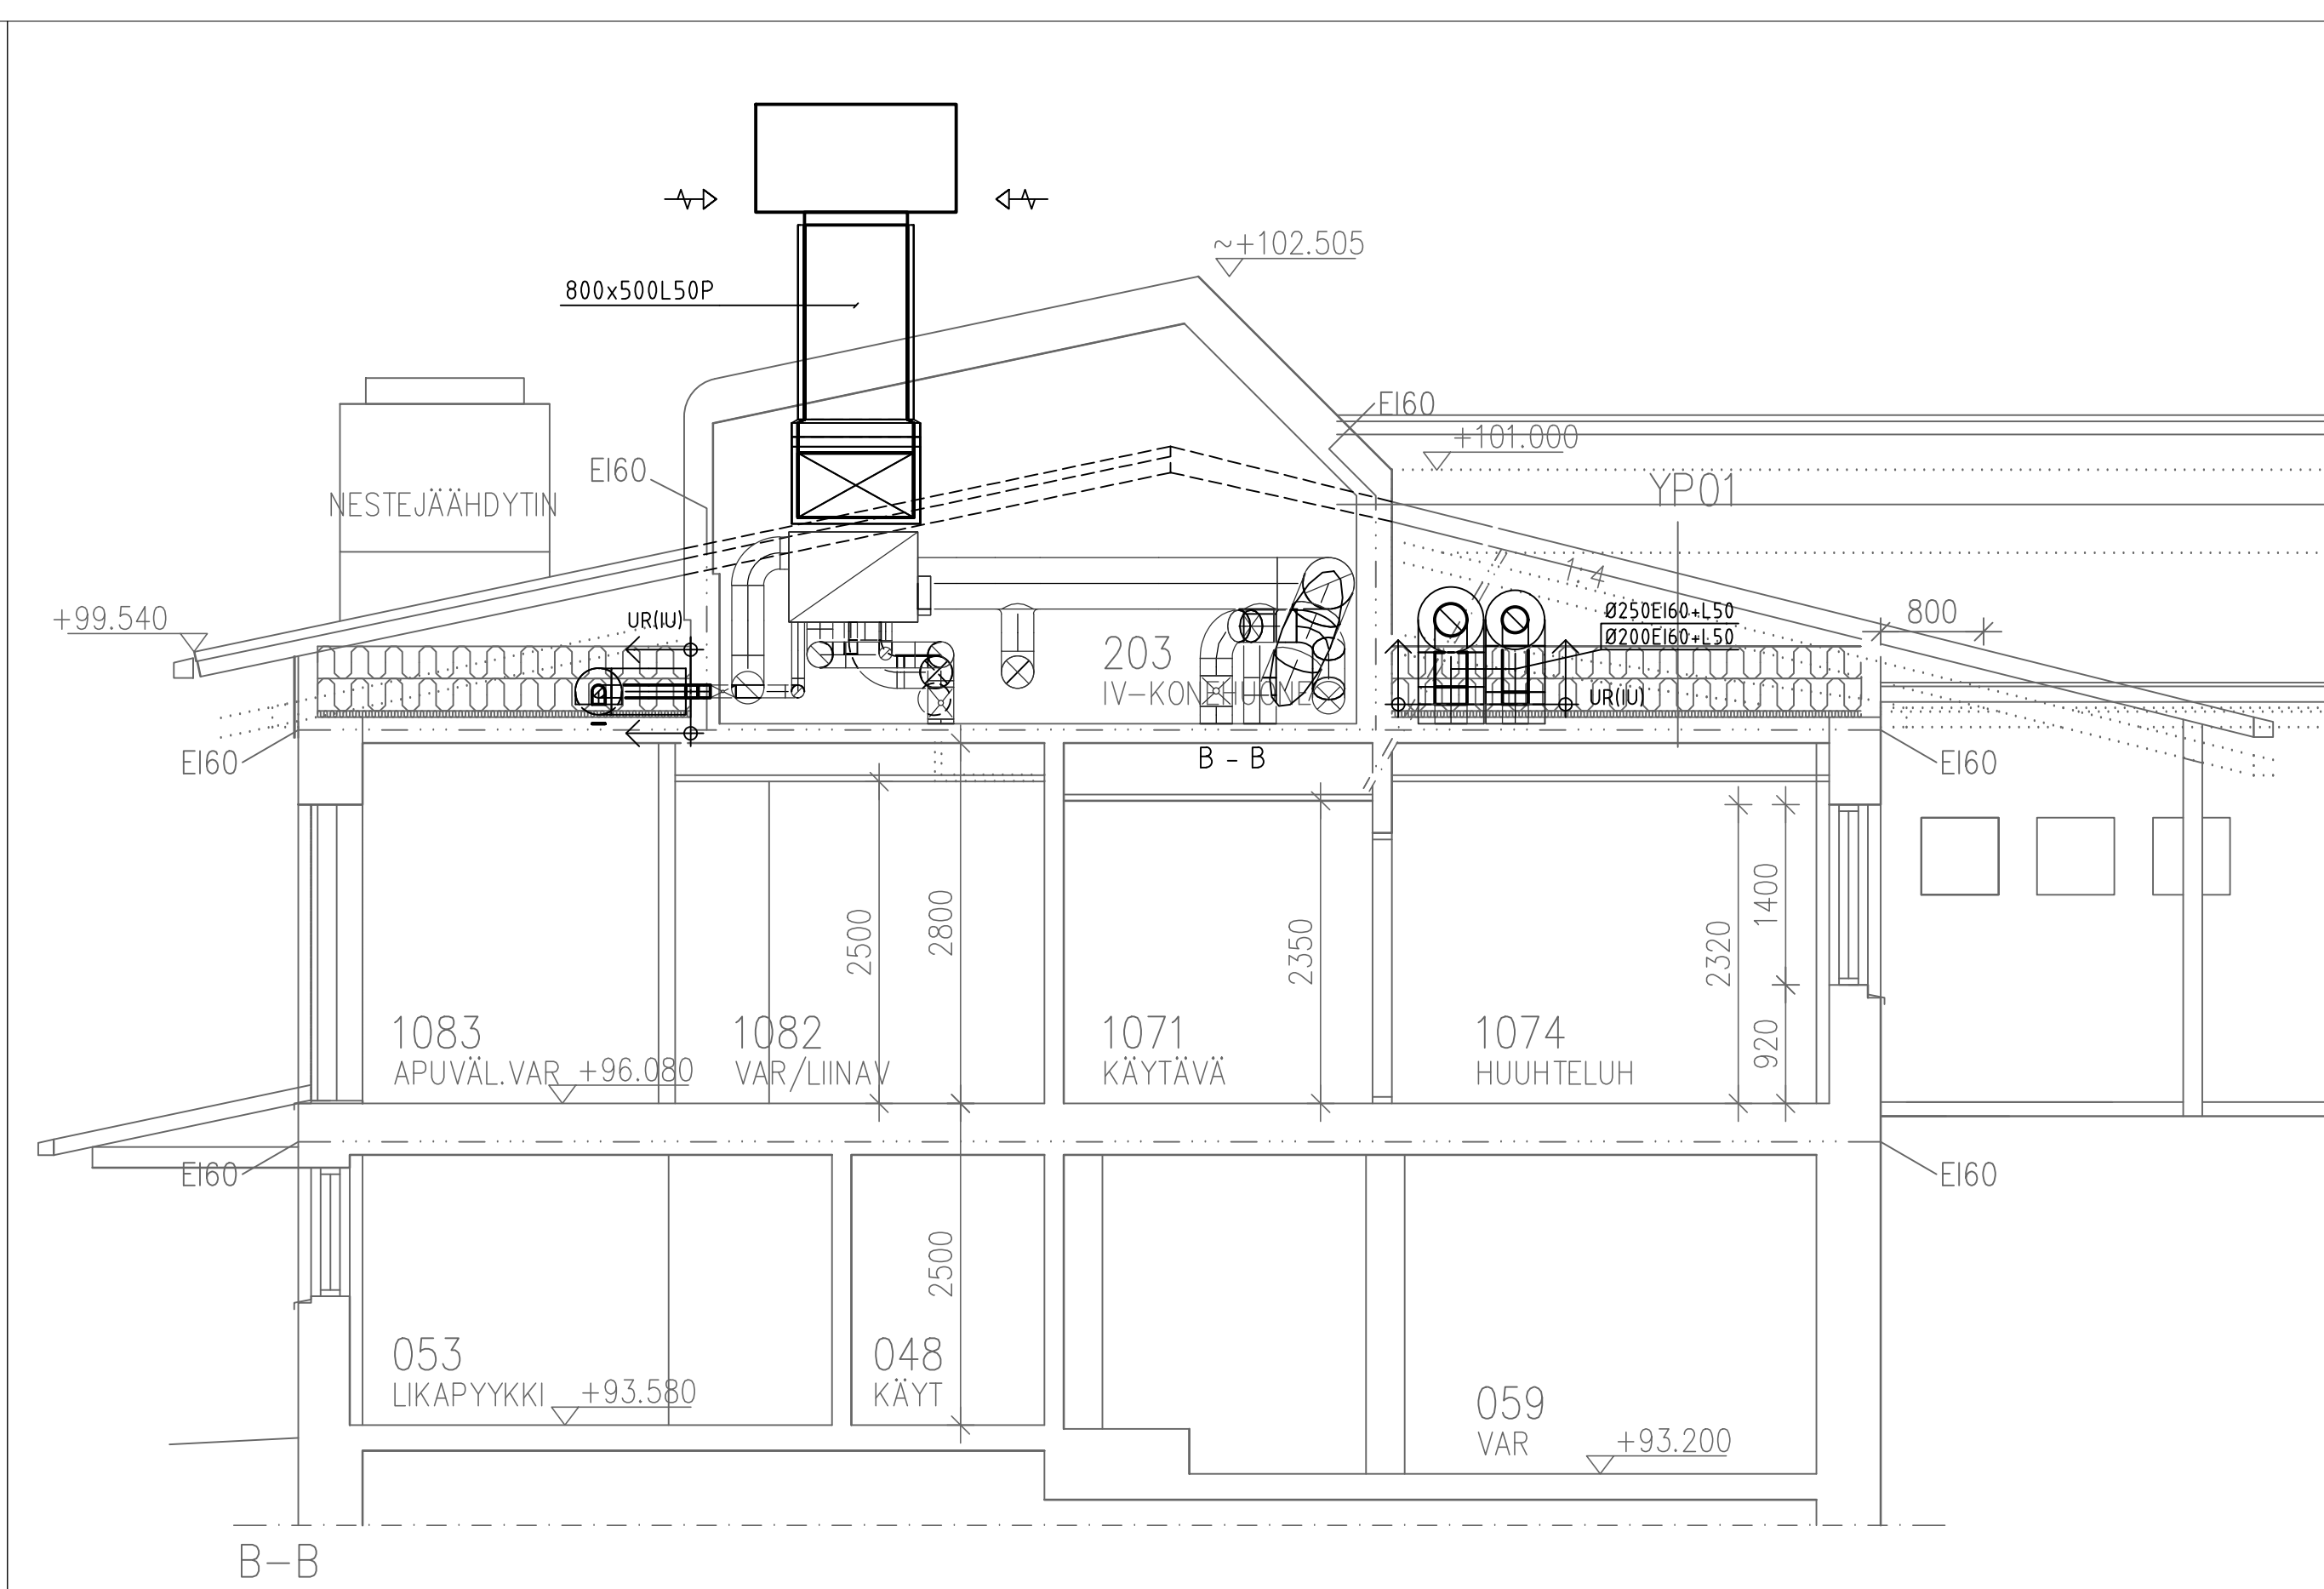 ~+102.505
800x500L50P
EI60
+101.000
EI60
YP01
NESTEJÄÄHDYTIN
1:4
+99.540
UR(IU)
Ø250EI60+L50
800
Ø200EI60+L50
203
UR(IU)
B - B
EI60
EI60
2500
2800
2350
2320
1400
920
1083
APUVÄL.VAR
+96.080
1082
VAR/LIINAV
1071
KÄYTÄVÄ
1074
HUUHTELUH
EI60
EI60
2500
053
LIKAPYYKKI
+93.580
048
KÄYT
059
VAR
+93.200
B-B